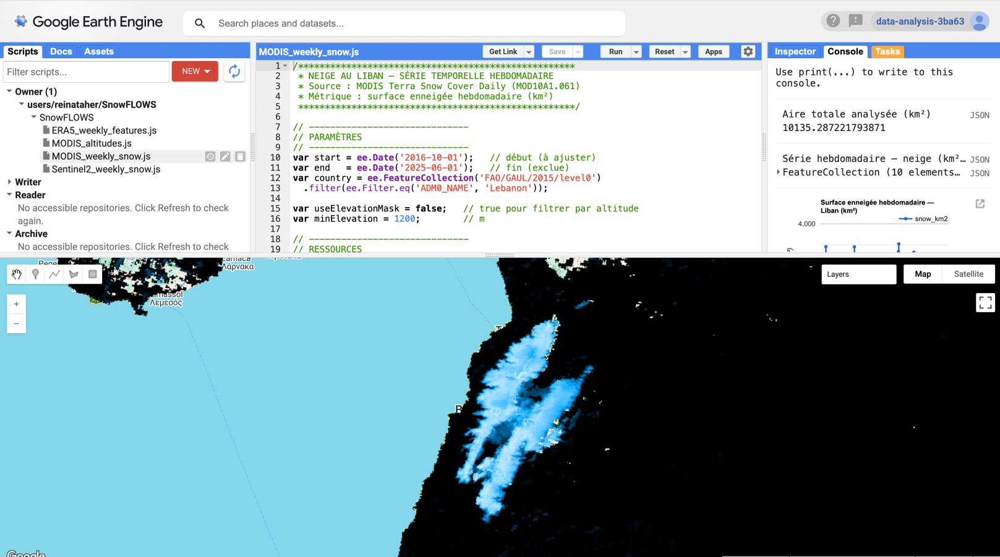 Google Earth Engine
Search places and datasets...
data-analysis-3ba63
Scripts Docs Assets
Filter scripts...
NEW
Owner (1)
users/reinataher/SnowFLOWS
SnowFLOWS
ERA5_weekly_features.js
MODIS_altitudes.js
MODIS_weekly_snow.js
Sentinel2_weekly_snow.js
Writer
Reader
No accessible repositories. Click Refresh to check
again.
Archive
No accessible repositories. Click Refresh to check
MODIS_weekly_snow.js
Get Link Save Run Reset Apps
1 /****************************************************
2 * NEIGE AU LIBAN – SÉRIE TEMPORELLE HEBDOMADAIRE
3 * Source : MODIS Terra Snow Cover Daily (MOD10A1.061)
4 * Métrique : surface enneigée hebdomadaire (km²)
5 ****************************************************/
6
7 // ------------------------------
8 // PARAMÈTRES
9 // ------------------------------
10 var start = ee.Date('2016-10-01'); // début (à ajuster)
11 var end = ee.Date('2025-06-01'); // fin (exclue)
12 var country = ee.FeatureCollection('FAO/GAUL/2015/level0')
13 .filter(ee.Filter.eq('ADM0_NAME', 'Lebanon'));
14
15 var useElevationMask = false; // true pour filtrer par altitude
16 var minElevation = 1200; // m
17
18 // ------------------------------
19 // RESSOURCES
Inspector Console Tasks
Use print(...) to write to this
console.
Aire totale analysée (km²) JSON
10135.287221793871
Série hebdomadaire – neige (km²… JSON
FeatureCollection (10 elements… JSON
Surface enneigée hebdomadaire —
Liban (km²)
snow_km2
4,000
Λάρνακα
Λεμεσός
Layers
Map Satellite
+
−
Google